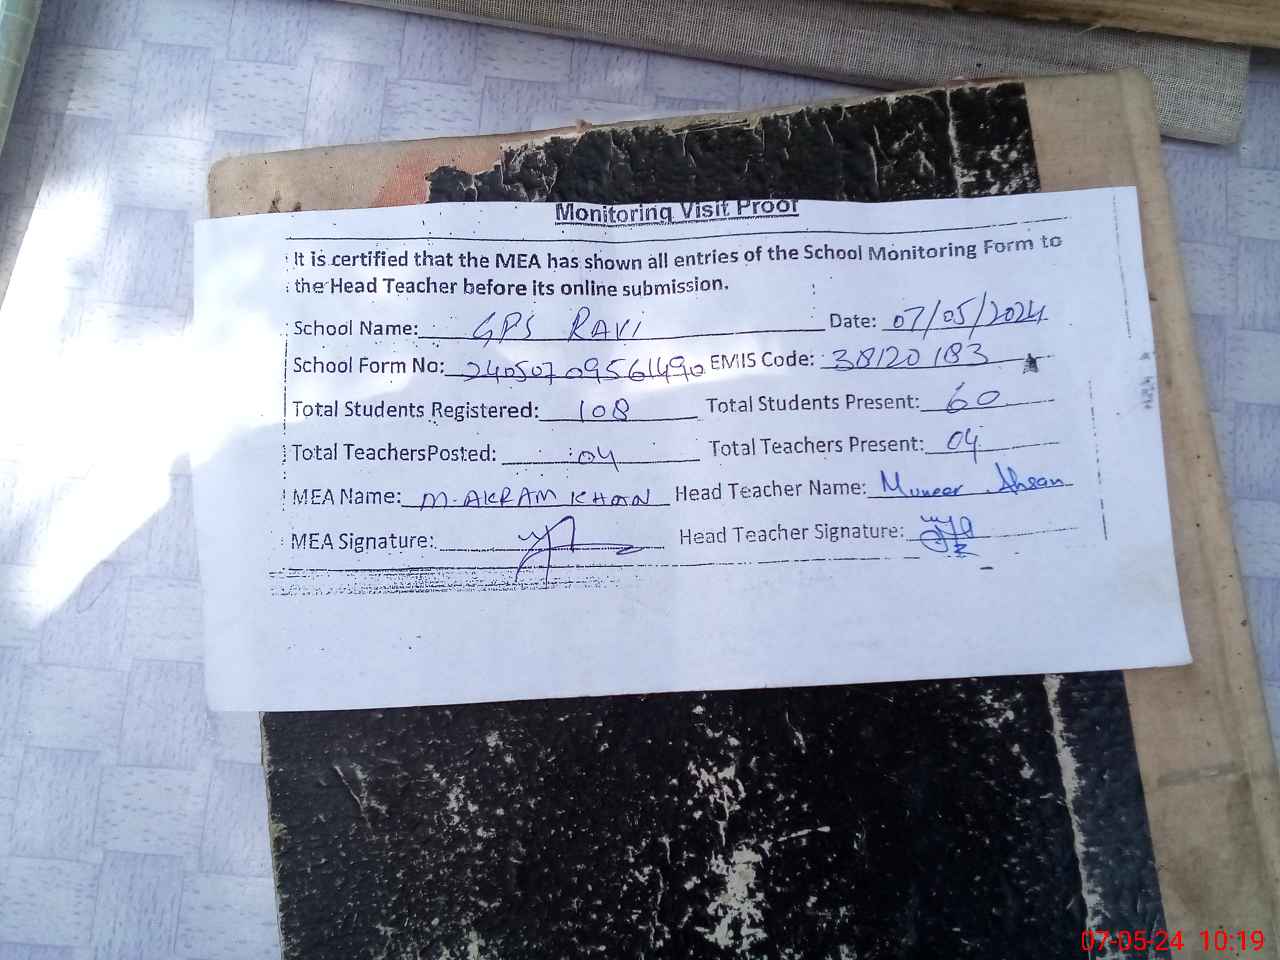 Monitoring Visit Proof
It is certified that the MEA has shown all entries of the School Monitoring Form to
the Head Teacher before its online submission.
School Name: GPS RAVI Date: 07/05/2024
School Form No: 24050709561490 EMIS Code: 38120183
Total Students Registered: 108 Total Students Present: 60
Total TeachersPosted: 04 Total Teachers Present: 04
MEA Name: M. AKRAM KHAN Head Teacher Name: Muneer Ahsan
MEA Signature: Head Teacher Signature:
07-05-24 10:19